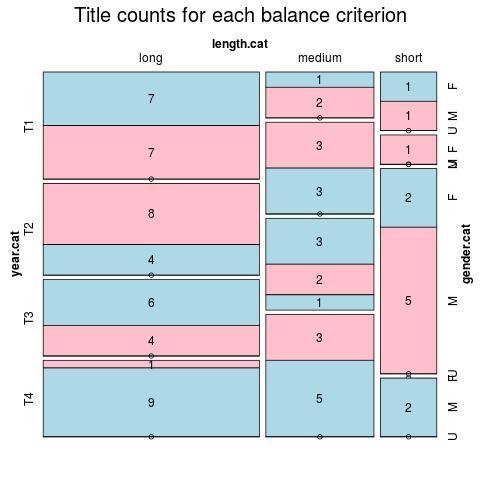 Title counts for each balance criterion
length.cat
long medium short
year.cat
T1
T2
T3
T4
7
7
8
4
6
4
1
9
1
2
3
3
3
2
1
3
5
1
1
1
2
5
2
F
M
U
F
M
F
M
U
F
M
U
gender.cat